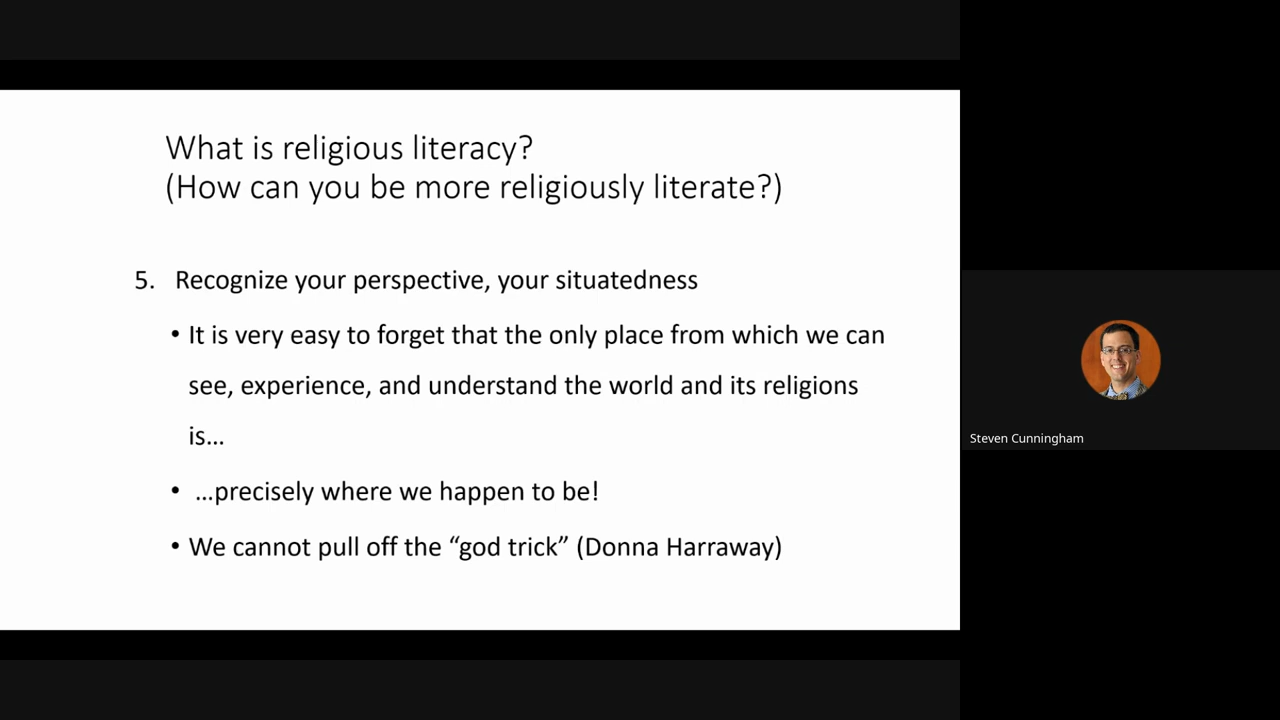 What is religious literacy?
(How can you be more religiously literate?)
5. Recognize your perspective, your situatedness
• It is very easy to forget that the only place from which we can
see, experience, and understand the world and its religions
is…
• …precisely where we happen to be!
• We cannot pull off the “god trick” (Donna Harraway)
Steven Cunningham